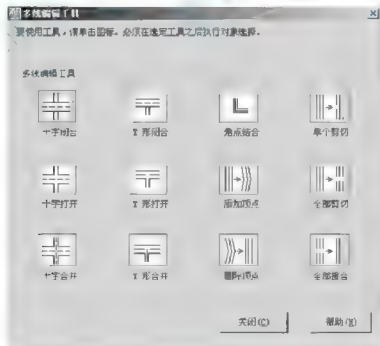 多线编辑工具
要使用工具，请单击图标。必须在选定工具之后执行对象选择。
多线编辑工具
十字闭合 T 形闭合 角点结合 单个剪切
十字打开 T 形打开 添加顶点 全部剪切
十字合并 T 形合并 删除顶点 全部接合
关闭(C) 帮助(H)